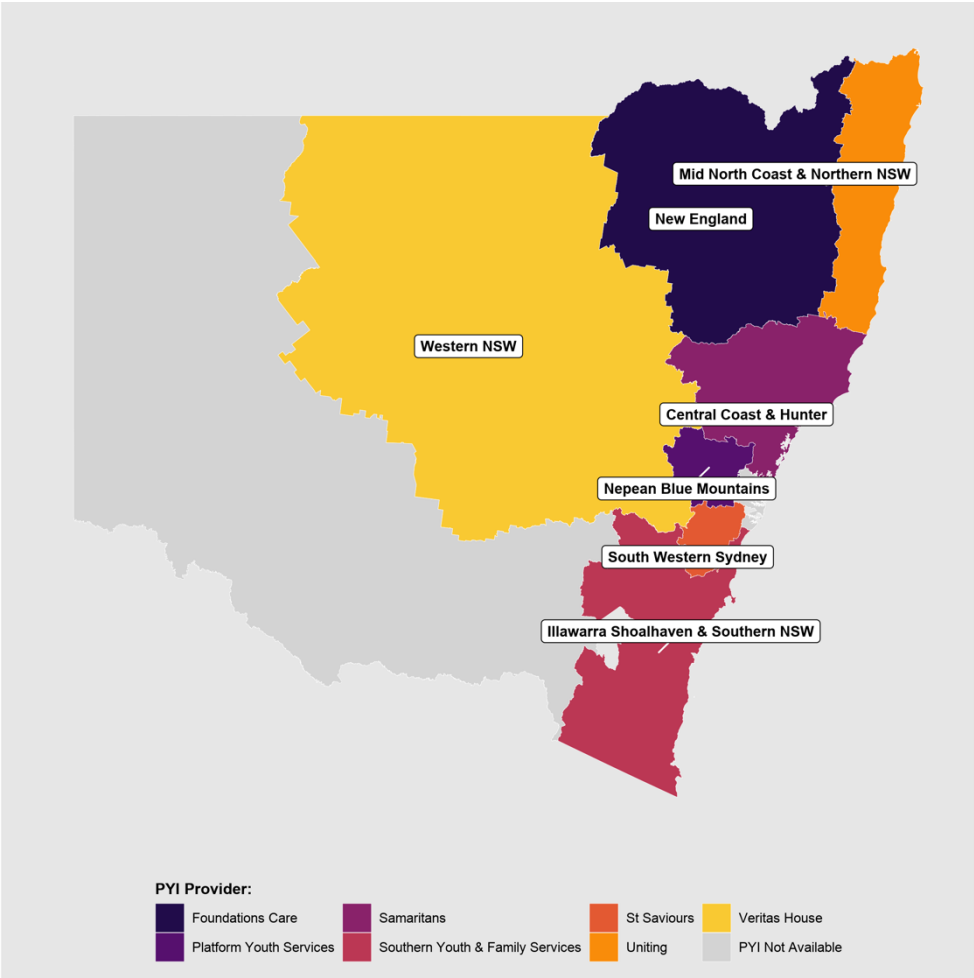 Mid North Coast & Northern NSW
New England
Western NSW
Central Coast & Hunter
Nepean Blue Mountains
South Western Sydney
Illawarra Shoalhaven & Southern NSW
PYI Provider:
Foundations Care
Samaritans
St Saviours
Veritas House
Platform Youth Services
Southern Youth & Family Services
Uniting
PYI Not Available